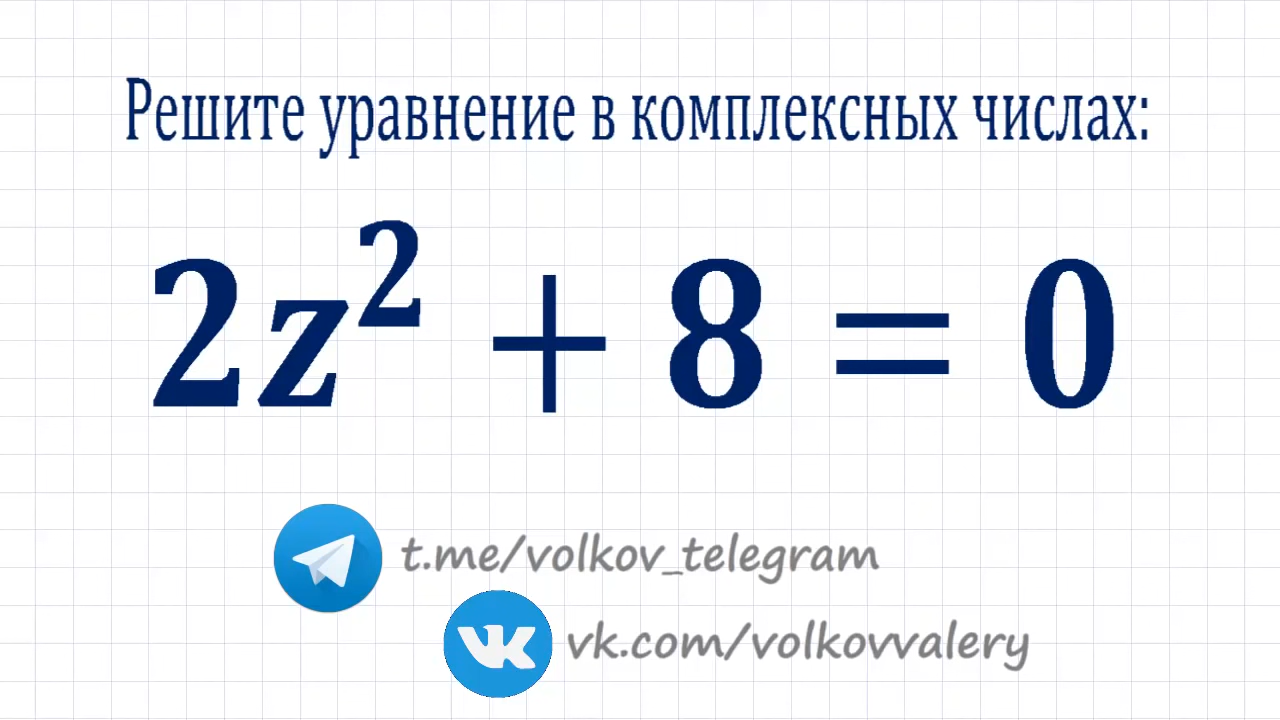 Решите уравнение в комплексных числах:
2z² + 8 = 0
t.me/volkov_telegram
vk.com/volkovvalery